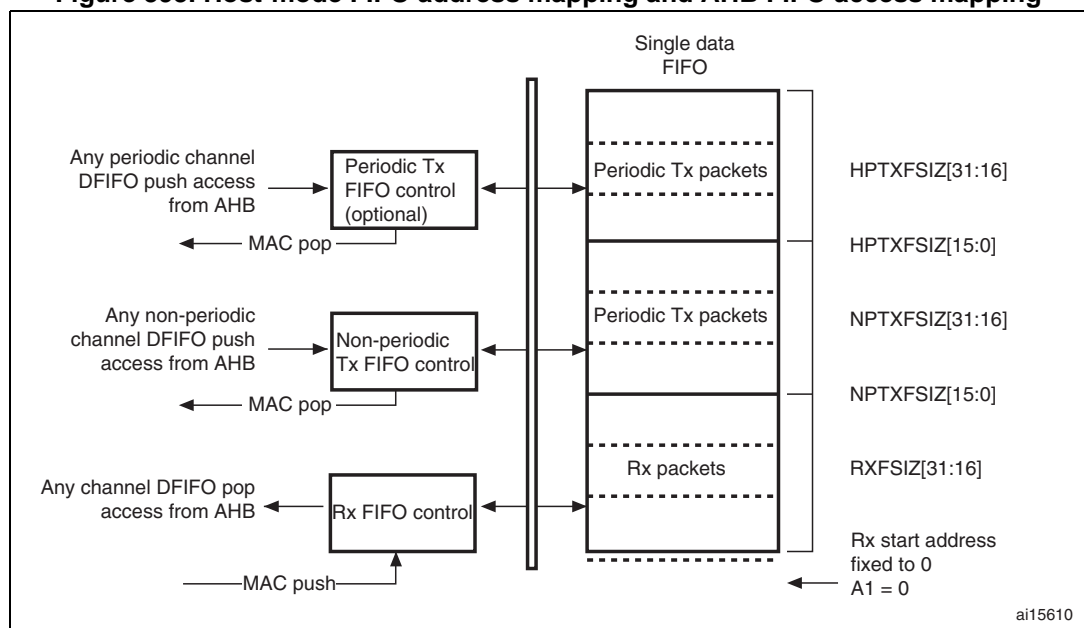 Figure 353. Host-mode FIFO address mapping and AHB FIFO access mapping
Single data
FIFO
Any periodic channel
DFIFO push access
from AHB
Periodic Tx
FIFO control
(optional)
Periodic Tx packets
HPTXFSIZ[31:16]
MAC pop
HPTXFSIZ[15:0]
Any non-periodic
channel DFIFO push
access from AHB
Non-periodic
Tx FIFO control
Periodic Tx packets
NPTXFSIZ[31:16]
MAC pop
NPTXFSIZ[15:0]
Any channel DFIFO pop
access from AHB
Rx FIFO control
Rx packets
RXFSIZ[31:16]
MAC push
Rx start address
fixed to 0
A1 = 0
ai15610